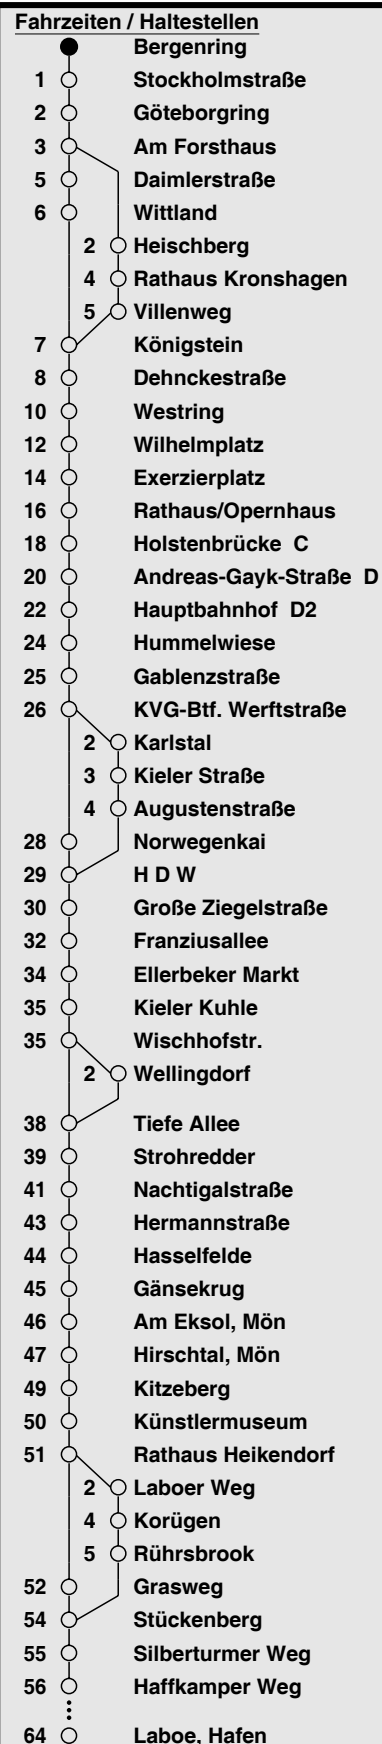 Fahrzeiten / Haltestellen
Bergenring
1 Stockholmstraße
2 Göteborgring
3 Am Forsthaus
5 Daimlerstraße
6 Wittland
2 Heischberg
4 Rathaus Kronshagen
5 Villenweg
7 Königstein
8 Dehnckestraße
10 Westring
12 Wilhelmplatz
14 Exerzierplatz
16 Rathaus/Opernhaus
18 Holstenbrücke C
20 Andreas-Gayk-Straße D
22 Hauptbahnhof D2
24 Hummelwiese
25 Gablenzstraße
26 KVG-Btf. Werftstraße
2 Karlstal
3 Kieler Straße
4 Augustenstraße
28 Norwegenkai
29 H D W
30 Große Ziegelstraße
32 Franziusallee
34 Ellerbeker Markt
35 Kieler Kuhle
35 Wischhofstr.
2 Wellingdorf
38 Tiefe Allee
39 Strohredder
41 Nachtigalstraße
43 Hermannstraße
44 Hasselfelde
45 Gänsekrug
46 Am Eksol, Mön
47 Hirschtal, Mön
49 Kitzeberg
50 Künstlermuseum
51 Rathaus Heikendorf
2 Laboer Weg
4 Korügen
5 Rührsbrook
52 Grasweg
54 Stückenberg
55 Silberturmer Weg
56 Haffkamper Weg
64 Laboe, Hafen